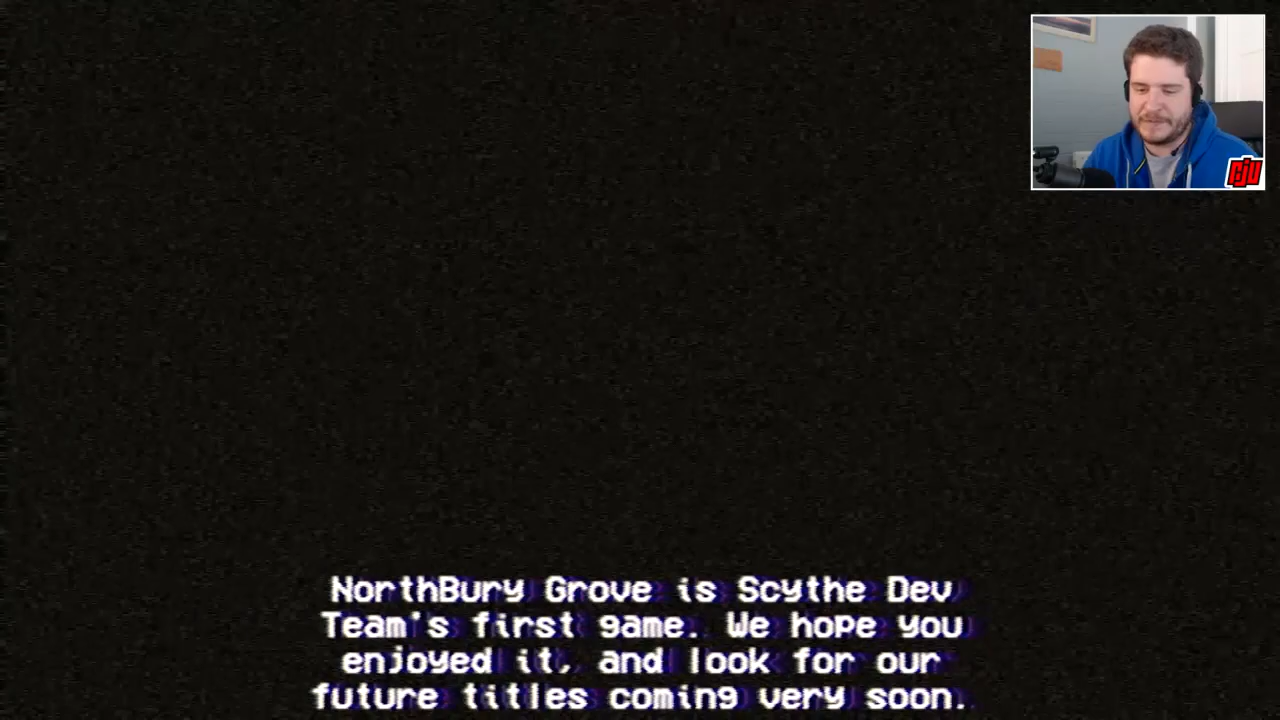 rju
NorthBury Grove is Scythe Dev
Team's first game. We hope you
enjoyed it, and look for our
future titles coming very soon.